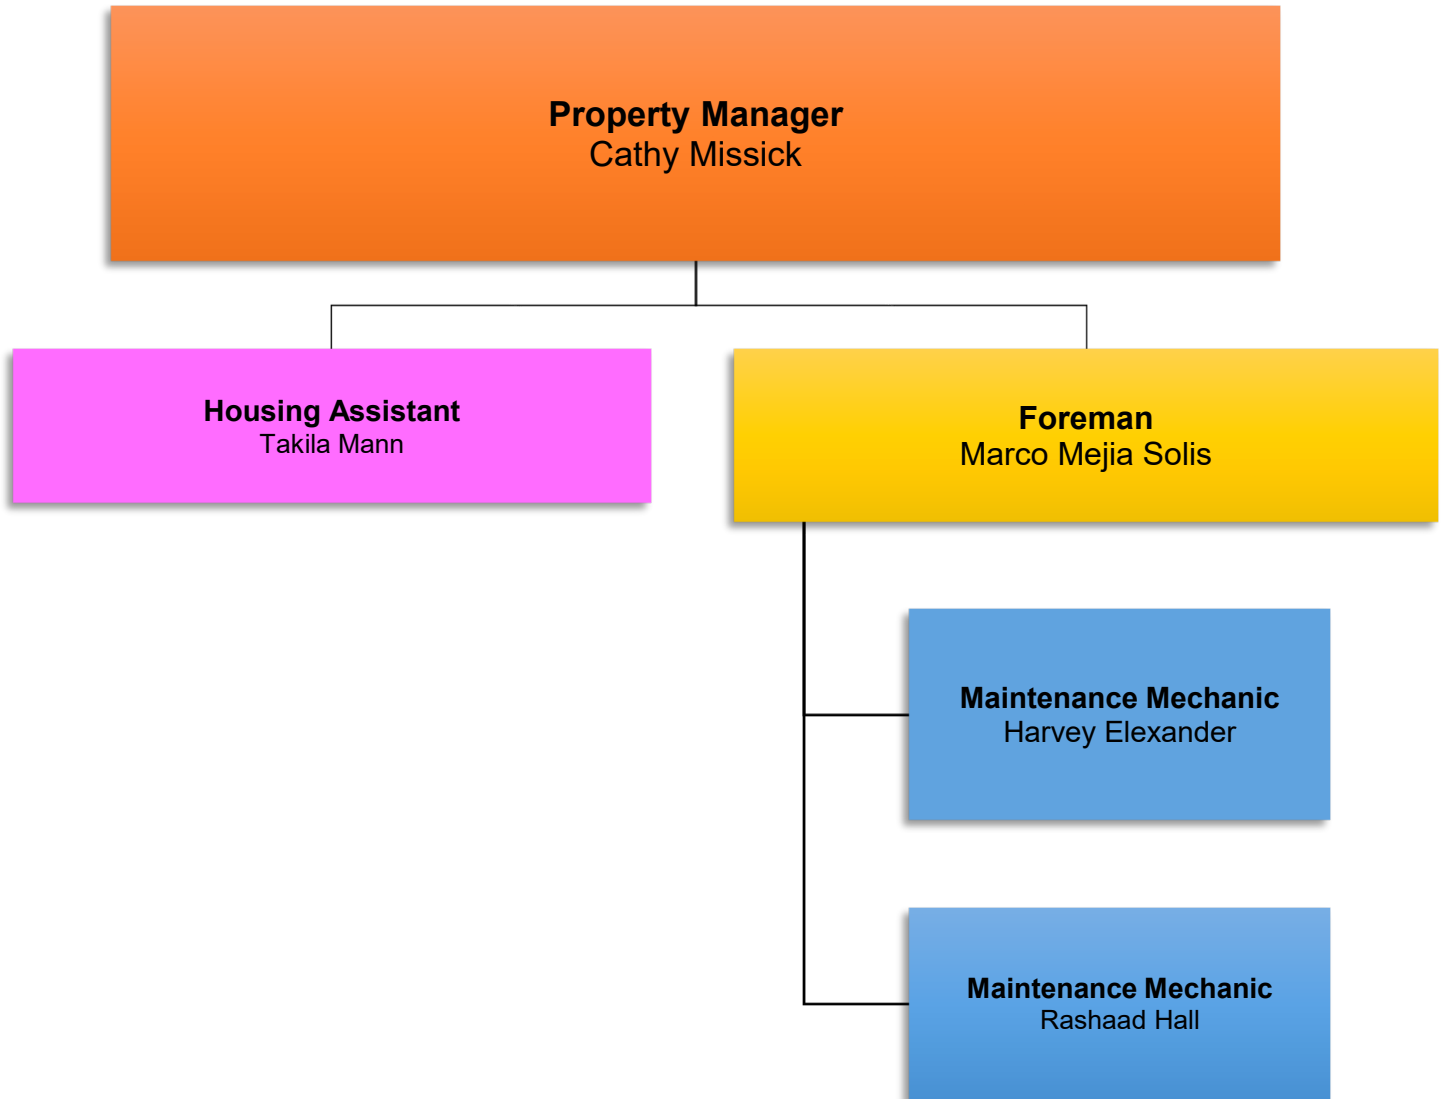 Property Manager
Cathy Missick
Housing Assistant
Takila Mann
Foreman
Marco Mejia Solis
Maintenance Mechanic
Harvey Elexander
Maintenance Mechanic
Rashaad Hall